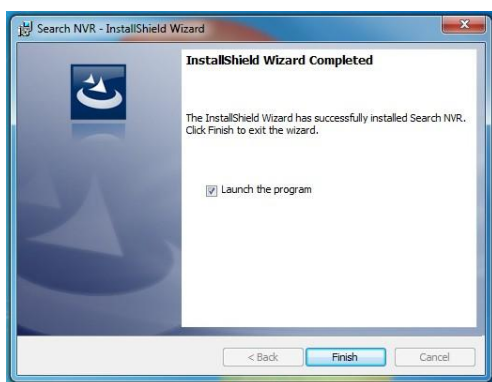 Search NVR - InstallShield Wizard
InstallShield Wizard Completed
The InstallShield Wizard has successfully installed Search NVR.
Click Finish to exit the wizard.
Launch the program
< Back
Finish
Cancel